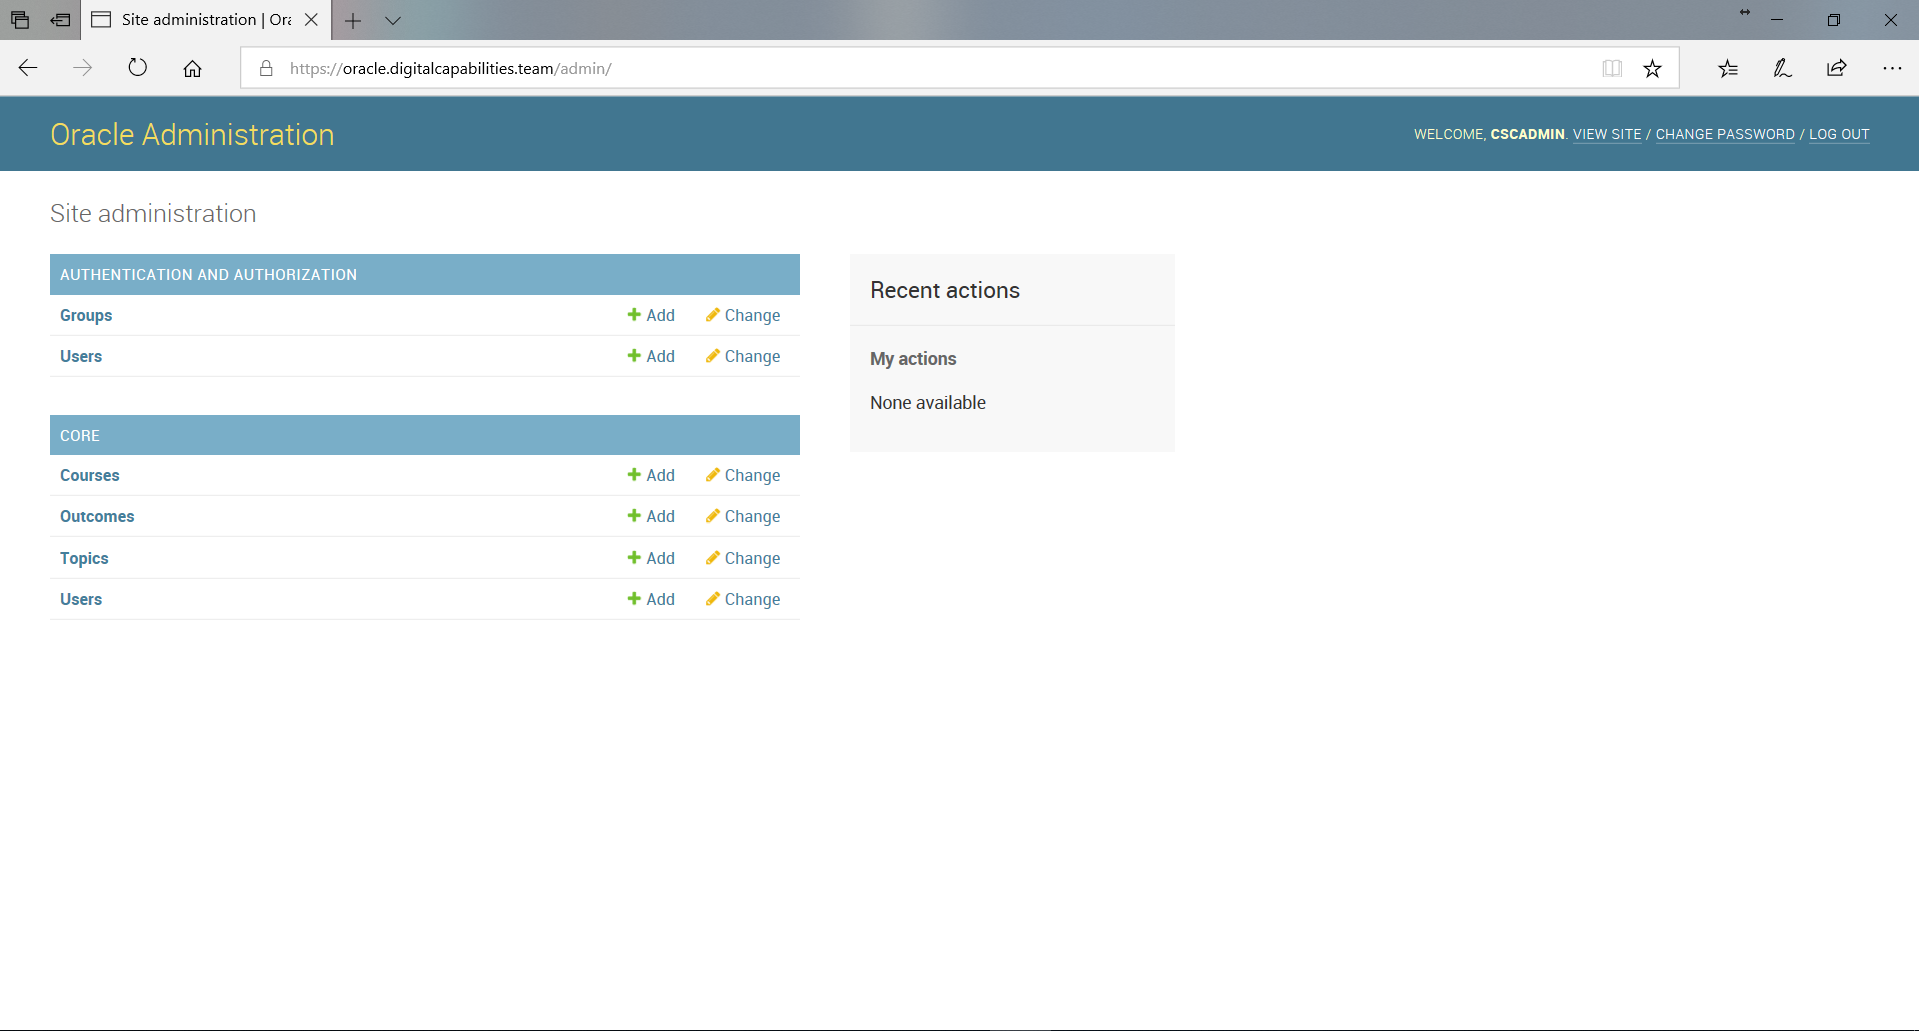 Site administration | Ora
https://oracle.digitalcapabilities.team/admin/
Oracle Administration
WELCOME, CSCADMIN. VIEW SITE / CHANGE PASSWORD / LOG OUT
Site administration
AUTHENTICATION AND AUTHORIZATION
Groups Add Change
Users Add Change
CORE
Courses Add Change
Outcomes Add Change
Topics Add Change
Users Add Change
Recent actions
My actions
None available